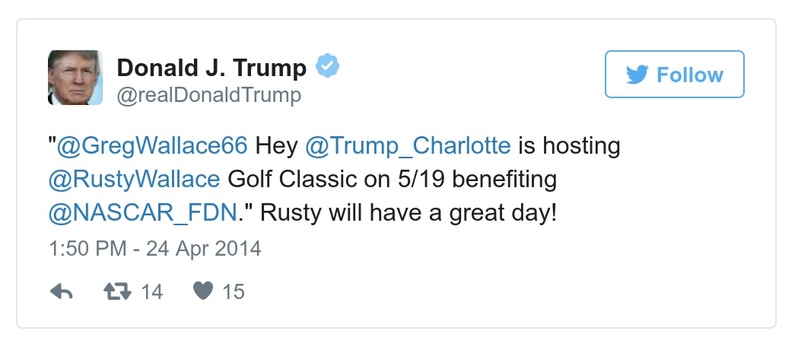 Donald J. Trump
@realDonaldTrump
Follow
"@GregWallace66 Hey @Trump_Charlotte is hosting
@RustyWallace Golf Classic on 5/19 benefiting
@NASCAR_FDN." Rusty will have a great day!
1:50 PM - 24 Apr 2014
14 15